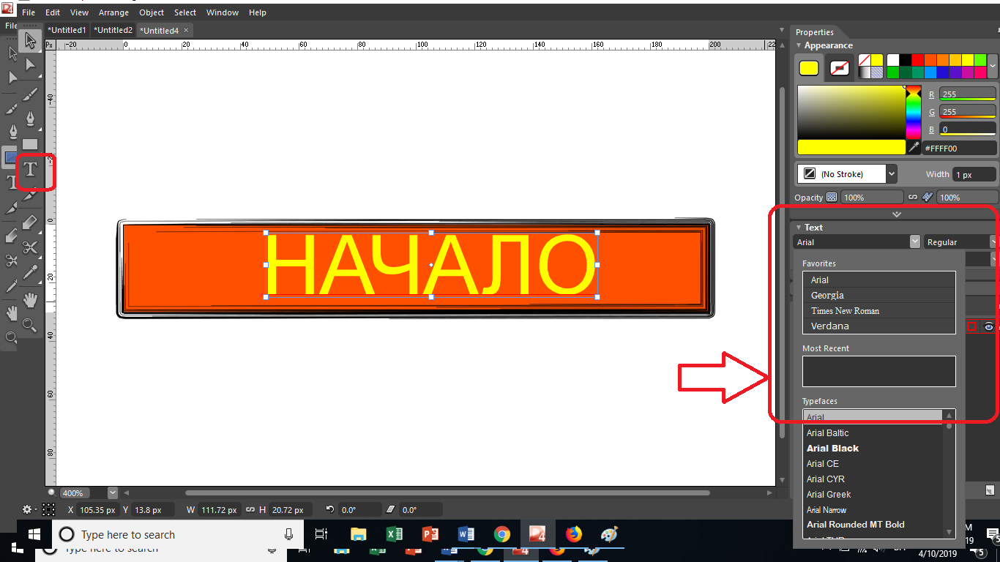 File Edit View Arrange Object Select Window Help
File
*Untitled1 *Untitled2 *Untitled4 ×
Px -20 0 20 40 60 80 100 120 140 160 180 200 22
-40
-2
0
20
40
60
80
НАЧАЛО
Properties
Appearance
R 255
G 255
B 0
#FFFF00
(No Stroke) Width 1 px
Opacity 100% 100%
Text
Arial Regular
Favorites
Arial
Georgia
Times New Roman
Verdana
Most Recent
Typefaces
Arial
Arial Baltic
Arial Black
Arial CE
Arial CYR
Arial Greek
Arial Narrow
Arial Rounded MT Bold
400%
X 105.35 px Y 13.8 px W 111.72 px H 20.72 px 0.0° 0.0°
Type here to search
Type here to search
M
19
5
4/10/2019
5